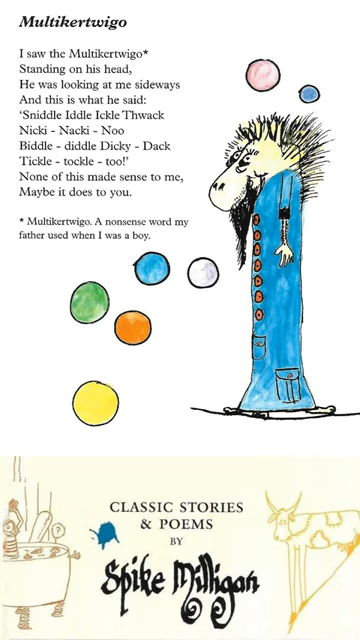 Multikertwigo
I saw the Multikertwigo*
Standing on his head,
He was looking at me sideways
And this is what he said:
‘Sniddle Iddle Ickle Thwack
Nicki - Nacki - Noo
Biddle - diddle Dicky - Dack
Tickle - tockle - too!’
None of this made sense to me,
Maybe it does to you.
* Multikertwigo. A nonsense word my
father used when I was a boy.
CLASSIC STORIES
& POEMS
BY
Spike Milligan